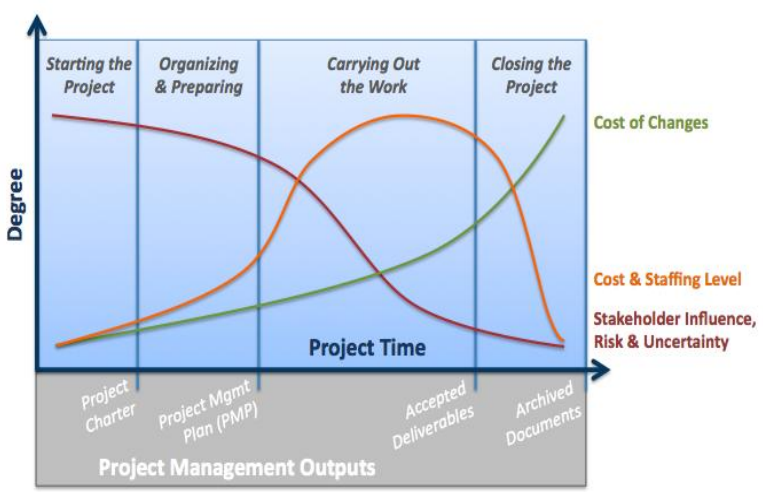 Starting the
Project
Organizing
& Preparing
Carrying Out
the Work
Closing the
Project
Cost of Changes
Degree
Cost & Staffing Level
Stakeholder Influence,
Risk & Uncertainty
Project Time
Project
Charter
Project Mgmt
Plan (PMP)
Accepted
Deliverables
Archived
Documents
Project Management Outputs